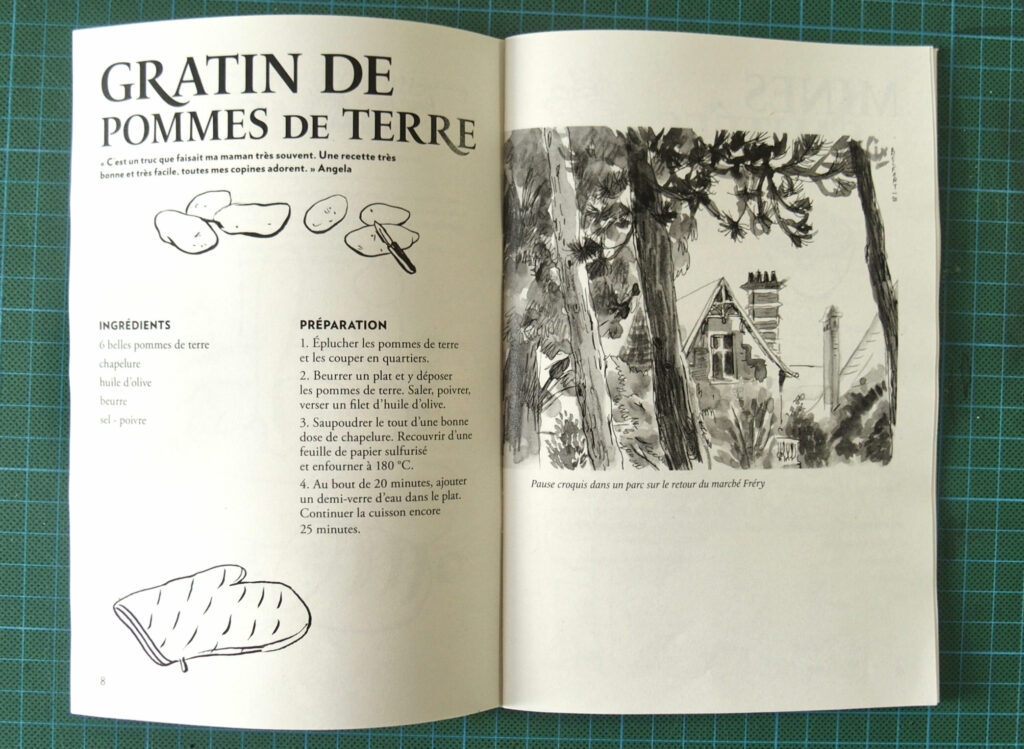 GRATIN DE
POMMES DE TERRE
« C'est un truc que faisait ma maman très souvent. Une recette très
bonne et très facile, toutes mes copines adorent. » Angela
INGRÉDIENTS
6 belles pommes de terre
chapelure
huile d'olive
beurre
sel - poivre
PRÉPARATION
1. Éplucher les pommes de terre
et les couper en quartiers.
2. Beurrer un plat et y déposer
les pommes de terre. Saler, poivrer,
verser un filet d'huile d'olive.
3. Saupoudrer le tout d'une bonne
dose de chapelure. Recouvrir d'une
feuille de papier sulfurisé
et enfourner à 180 °C.
4. Au bout de 20 minutes, ajouter
un demi-verre d'eau dans le plat.
Continuer la cuisson encore
25 minutes.
8
Pause croquis dans un parc sur le retour du marché Fréry